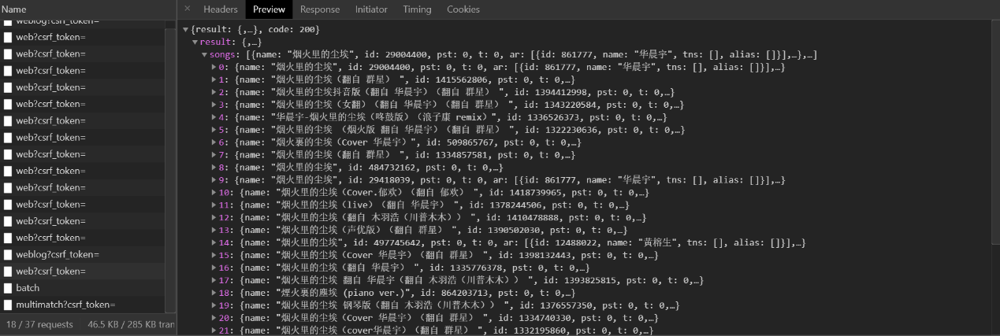 Name
weblog?csrf_token=
web?csrf_token=
web?csrf_token=
web?csrf_token=
web?csrf_token=
web?csrf_token=
web?csrf_token=
web?csrf_token=
web?csrf_token=
web?csrf_token=
web?csrf_token=
web?csrf_token=
web?csrf_token=
web?csrf_token=
weblog?csrf_token=
web?csrf_token=
batch
multimatch?csrf_token=
18 / 37 requests 46.5 KB / 285 KB tran
× Headers Preview Response Initiator Timing Cookies
▼{result: {,…}, code: 200}
▼result: {,…}
▼songs: [{name: "烟火里的尘埃", id: 29004400, pst: 0, t: 0, ar: [{id: 861777, name: "华晨宇", tns: [], alias: []}],…},…]
▶0: {name: "烟火里的尘埃", id: 29004400, pst: 0, t: 0, ar: [{id: 861777, name: "华晨宇", tns: [], alias: []}],…}
▶1: {name: "烟火里的尘埃（翻自 群星） ", id: 1415562806, pst: 0, t: 0,…}
▶2: {name: "烟火里的尘埃抖音版（翻自 华晨宇）（翻自 群星） ", id: 1394412998, pst: 0, t: 0,…}
▶3: {name: "烟火里的尘埃（女翻）（翻自 华晨宇）（翻自 群星） ", id: 1343220584, pst: 0, t: 0,…}
▶4: {name: "华晨宇-烟火里的尘埃（咚鼓版）（浪子康 remix）", id: 1336526373, pst: 0, t: 0,…}
▶5: {name: "烟火里的尘埃 （烟火版 翻自 华晨宇）（翻自 群星） ", id: 1322230636, pst: 0, t: 0,…}
▶6: {name: "烟火裏的尘埃（Cover 华晨宇）", id: 509865767, pst: 0, t: 0,…}
▶7: {name: "烟火里的尘埃（翻自 群星） ", id: 1334857581, pst: 0, t: 0,…}
▶8: {name: "烟火里的尘埃", id: 484732162, pst: 0, t: 0,…}
▶9: {name: "烟火里的尘埃", id: 29418039, pst: 0, t: 0, ar: [{id: 861777, name: "华晨宇", tns: [], alias: []}],…}
▶10: {name: "烟火里的尘埃（Cover.郁欢）（翻自 郁欢） ", id: 1418739965, pst: 0, t: 0,…}
▶11: {name: "烟火里的尘埃（live）（翻自 华晨宇） ", id: 1378244506, pst: 0, t: 0,…}
▶12: {name: "烟火里的尘埃（翻自 木羽浩（川普木木）） ", id: 1410478888, pst: 0, t: 0,…}
▶13: {name: "烟火里的尘埃（声优版）（翻自 群星） ", id: 1390502030, pst: 0, t: 0,…}
▶14: {name: "烟火里的尘埃", id: 497745642, pst: 0, t: 0, ar: [{id: 12488022, name: "黄榕生", tns: [], alias: []}],…}
▶15: {name: "烟火里的尘埃（Cover 华晨宇）（翻自 群星） ", id: 1398132443, pst: 0, t: 0,…}
▶16: {name: "烟火里的尘埃（翻自 华晨宇） ", id: 1335776378, pst: 0, t: 0,…}
▶17: {name: "烟火里的尘埃 翻自 华晨宇（翻自 木羽浩（川普木木）） ", id: 1393825815, pst: 0, t: 0,…}
▶18: {name: "煙火裏的塵埃 (piano ver.)", id: 864203713, pst: 0, t: 0,…}
▶19: {name: "烟火里的尘埃 钢琴版（翻自 木羽浩（川普木木）） ", id: 1376557350, pst: 0, t: 0,…}
▶20: {name: "烟火里的尘埃（Cover 华晨宇）（翻自 群星） ", id: 1334740330, pst: 0, t: 0,…}
▶21: {name: "烟火里的尘埃（cover华晨宇）（翻自 群星） ", id: 1332195860, pst: 0, t: 0,…}